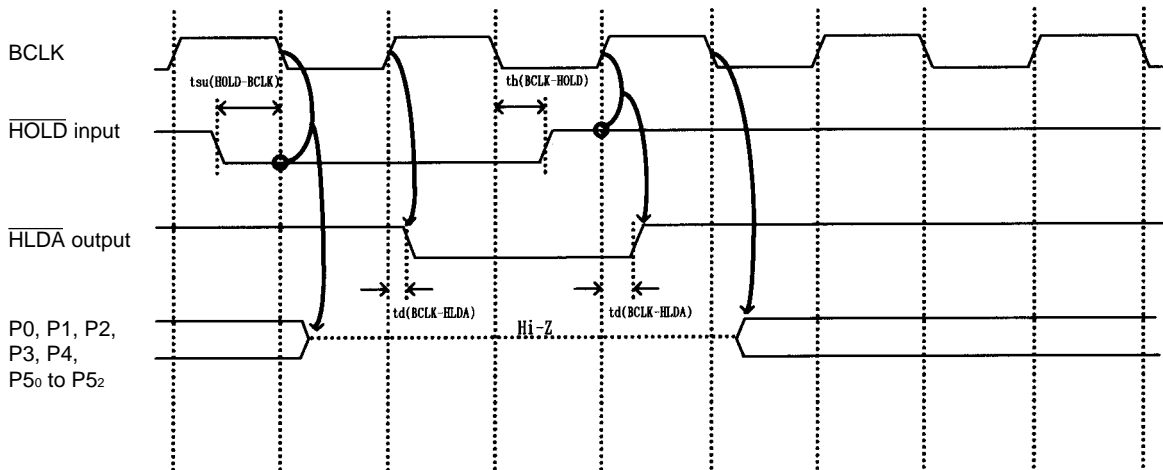 BCLK
tsu(HOLD-BCLK)
th(BCLK-HOLD)
HOLD input
HLDA output
td(BCLK-HLDA)
td(BCLK-HLDA)
Hi-Z
P0, P1, P2,
P3, P4,
P50 to P52